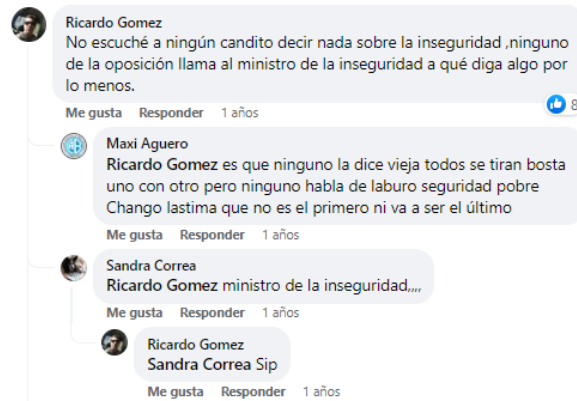 Ricardo Gomez
No escuché a ningún candito decir nada sobre la inseguridad ,ninguno
de la oposición llama al ministro de la inseguridad a qué diga algo por
lo menos.
Me gusta Responder 1 años
8
Maxi Aguero
Ricardo Gomez es que ninguno la dice vieja todos se tiran bosta
uno con otro pero ninguno habla de laburo seguridad pobre
Chango lastima que no es el primero ni va a ser el último
Me gusta Responder 1 años
Sandra Correa
Ricardo Gomez ministro de la inseguridad,,,,
Me gusta Responder 1 años
Ricardo Gomez
Sandra Correa Sip
Me gusta Responder 1 años